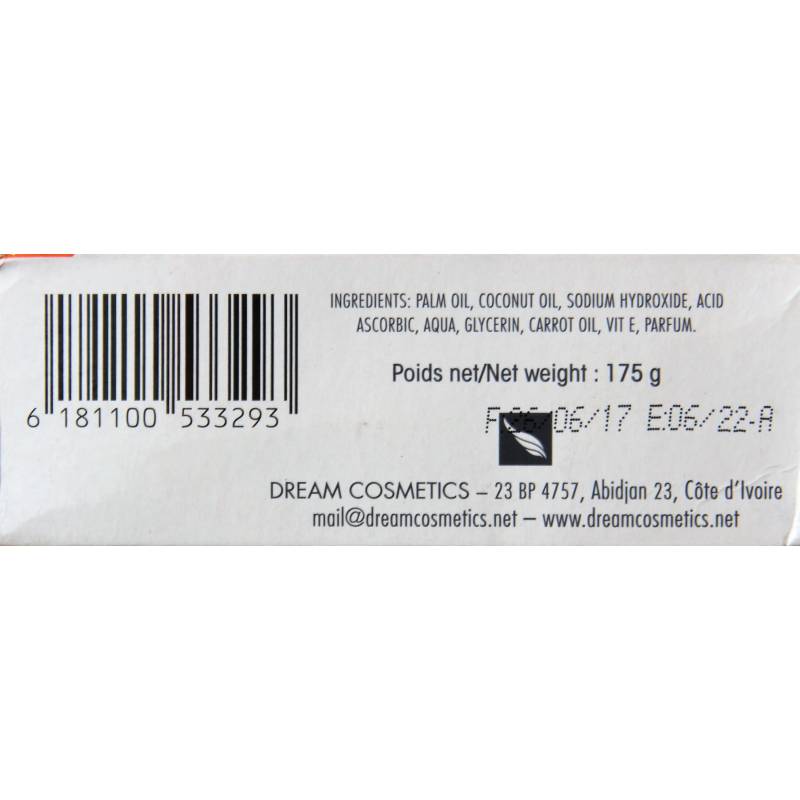 INGREDIENTS: PALM OIL, COCONUT OIL, SODIUM HYDROXIDE, ACID
ASCORBIC, AQUA, GLYCERIN, CARROT OIL, VIT E, PARFUM.
Poids net/Net weight : 175 g
6 181100 533293
/06/17 E:06/22-A
DREAM COSMETICS – 23 BP 4757, Abidjan 23, Côte d'Ivoire
mail@dreamcosmetics.net – www.dreamcosmetics.net